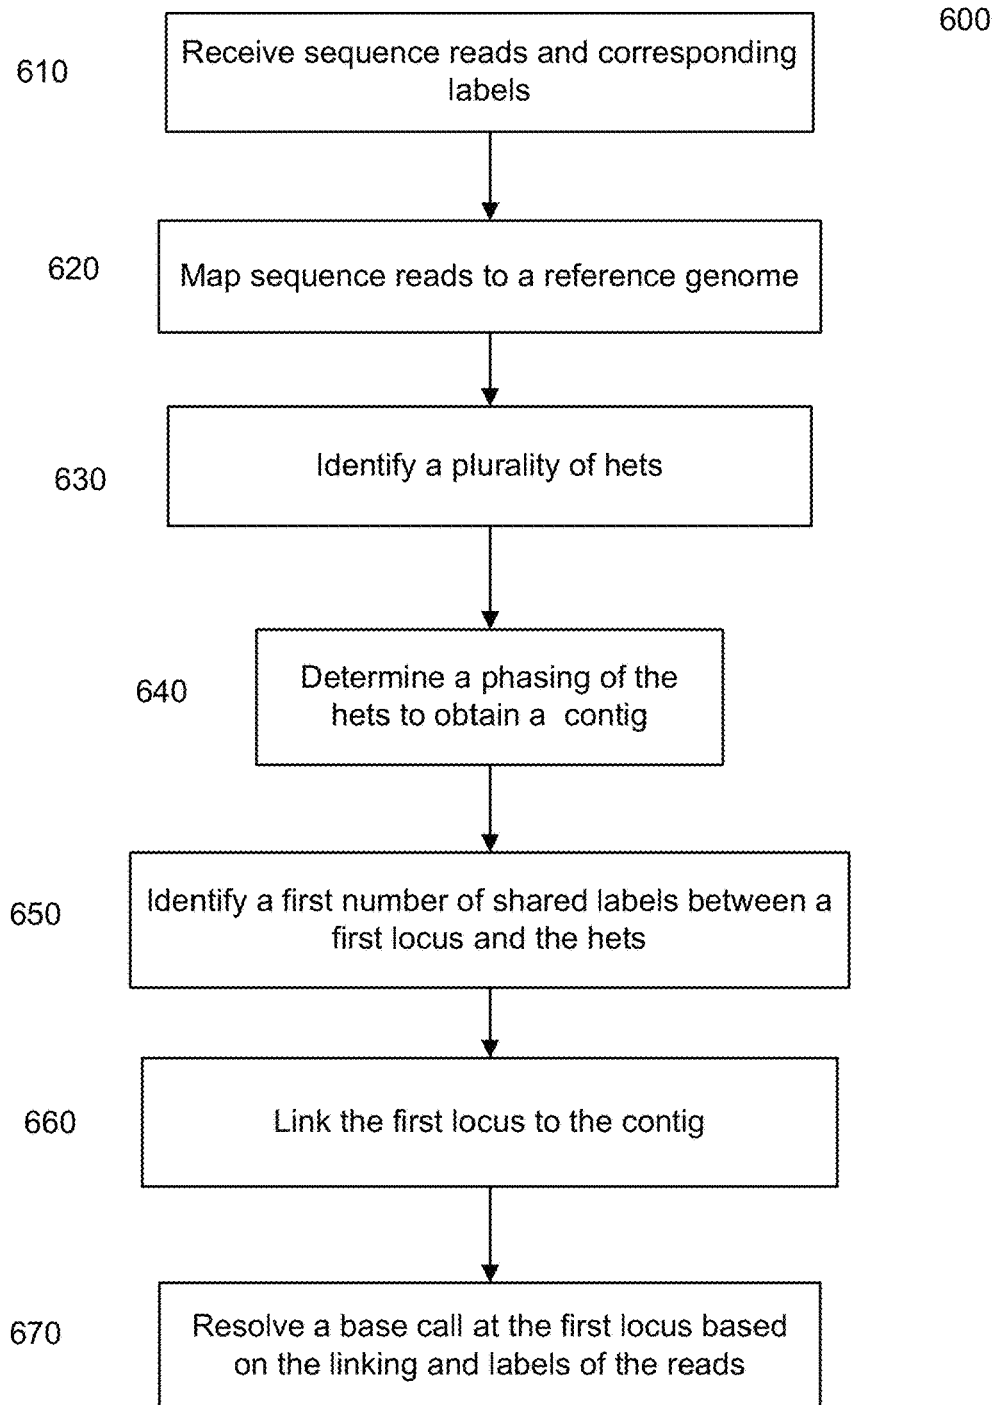 600
610
Receive sequence reads and corresponding
labels
620
Map sequence reads to a reference genome
630
Identify a plurality of hets
640
Determine a phasing of the
hets to obtain a contig
650
Identify a first number of shared labels between a
first locus and the hets
660
Link the first locus to the contig
670
Resolve a base call at the first locus based
on the linking and labels of the reads